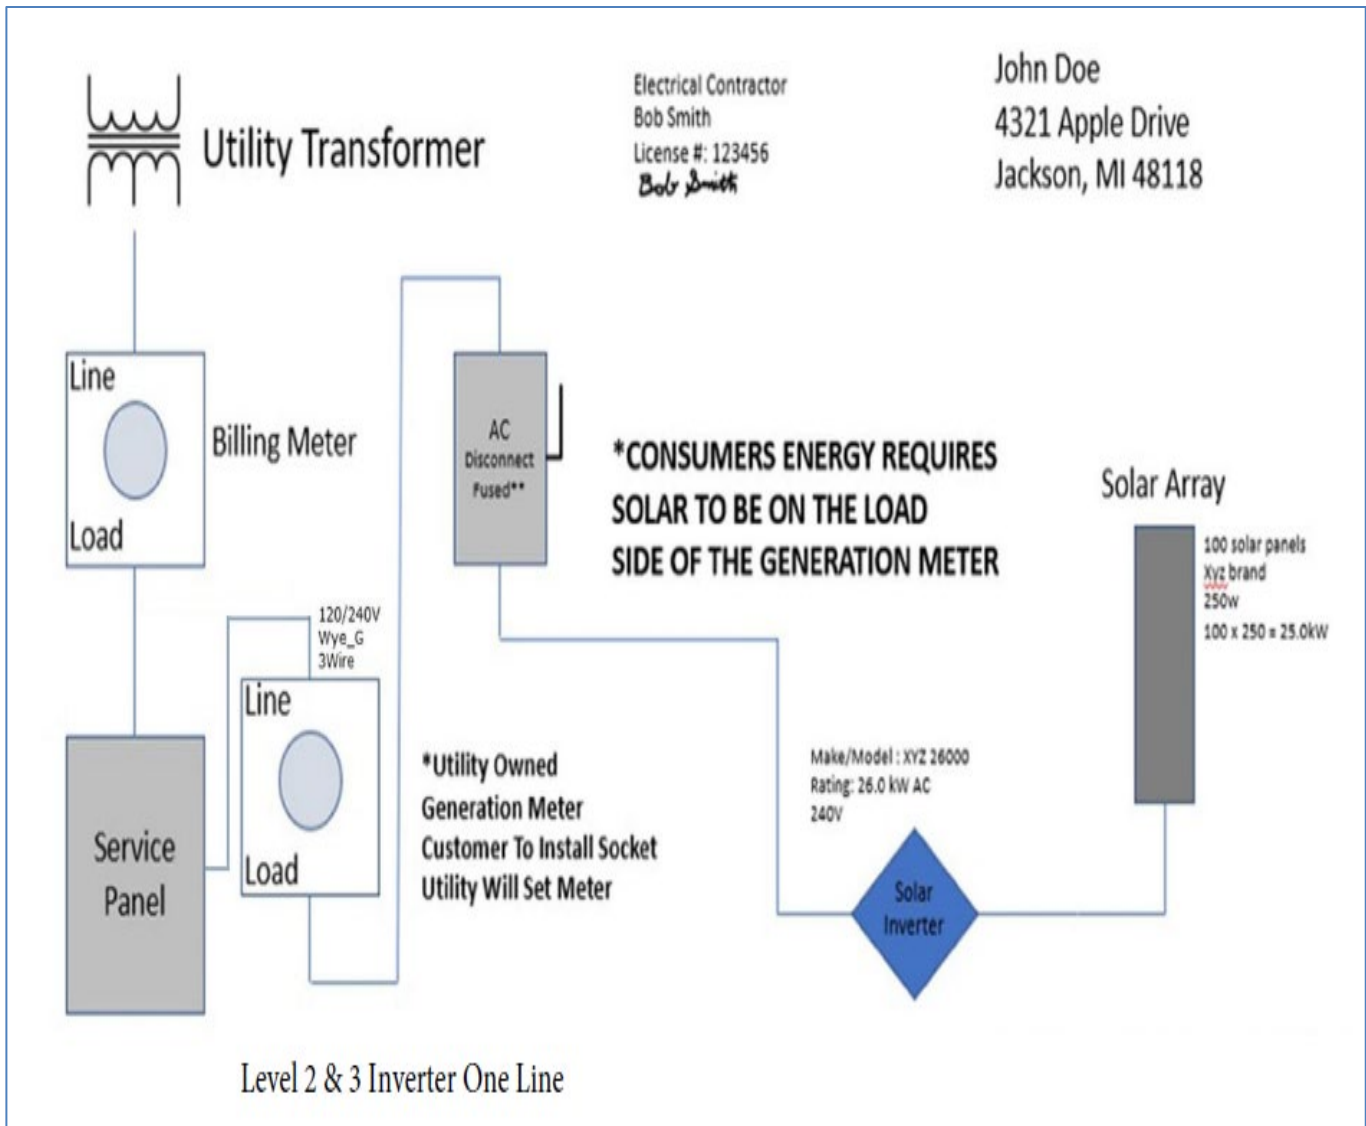 Utility Transformer
Electrical Contractor
Bob Smith
License #: 123456
Bob Smith
John Doe
4321 Apple Drive
Jackson, MI 48118
Line
Load
Billing Meter
AC
Disconnect
Fused**
*CONSUMERS ENERGY REQUIRES
SOLAR TO BE ON THE LOAD
SIDE OF THE GENERATION METER
Solar Array
100 solar panels
Xyz brand
250w
100 x 250 = 25.0kW
120/240V
Wye_G
3Wire
Line
Load
Service
Panel
*Utility Owned
Generation Meter
Customer To Install Socket
Utility Will Set Meter
Make/Model : XYZ 26000
Rating: 26.0 kW AC
240V
Solar
Inverter
Level 2 & 3 Inverter One Line